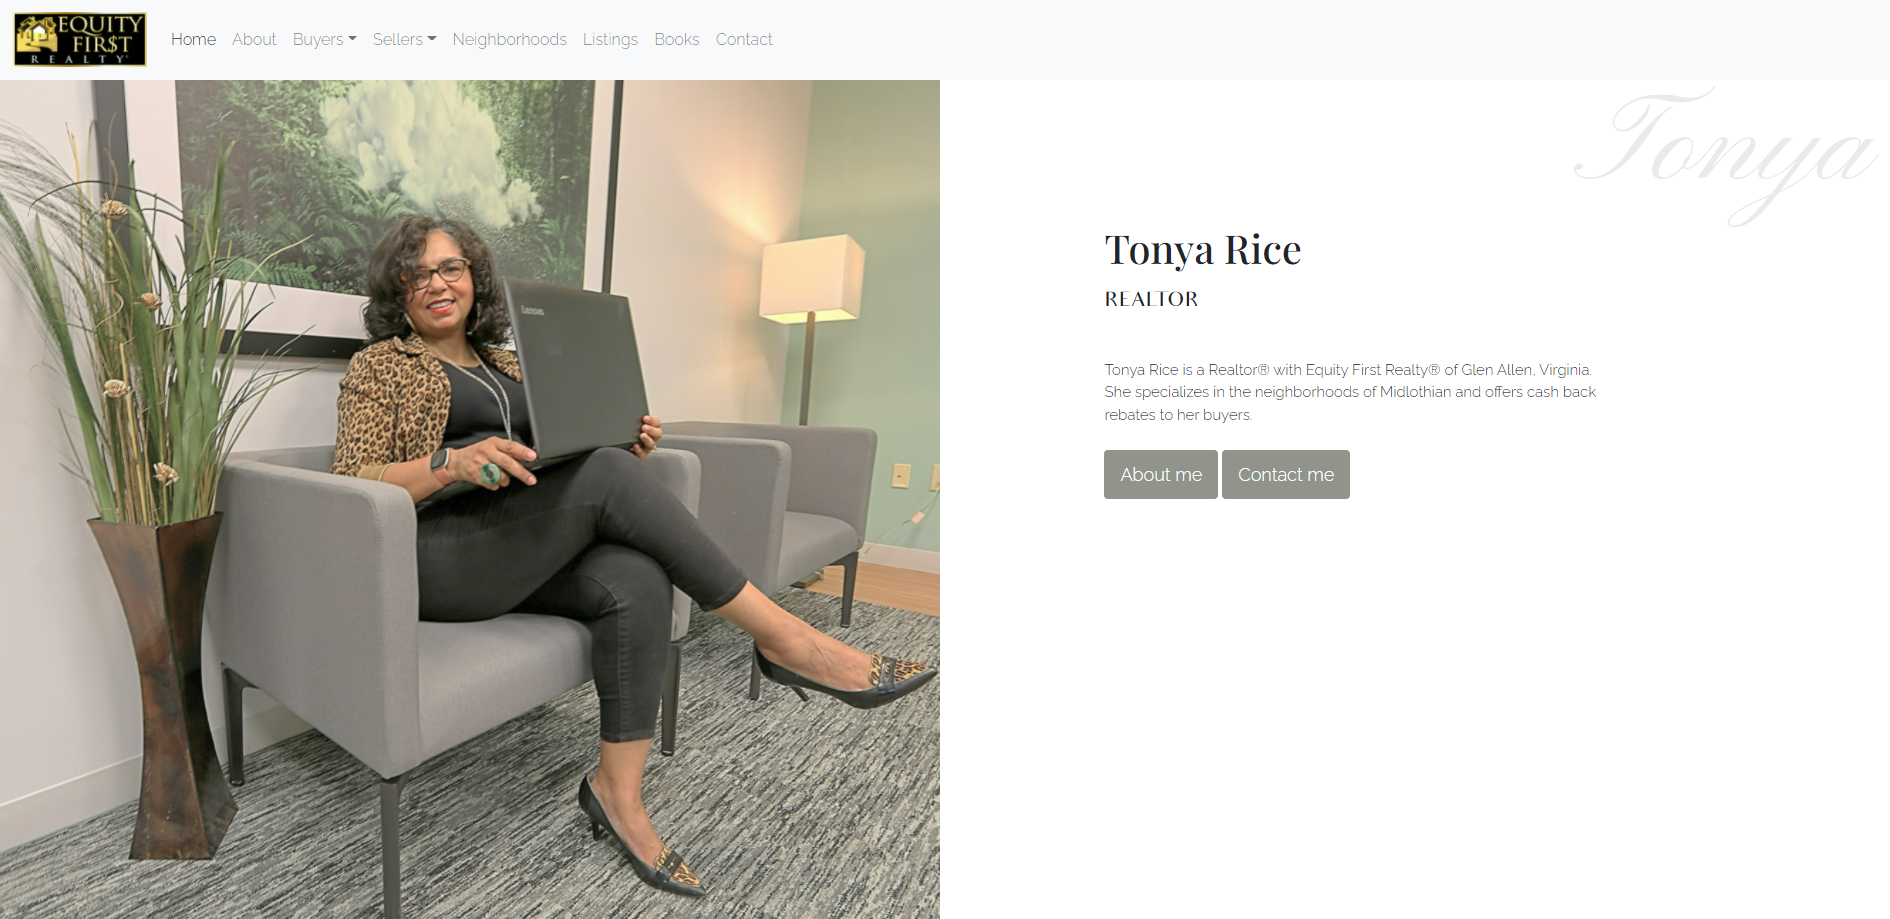 EQUITY
FIR$T
REALTY
Home About Buyers Sellers Neighborhoods Listings Books Contact
Tonya
Lenovo
Tonya Rice
REALTOR
Tonya Rice is a Realtor® with Equity First Realty® of Glen Allen, Virginia.
She specializes in the neighborhoods of Midlothian and offers cash back
rebates to her buyers.
About me Contact me